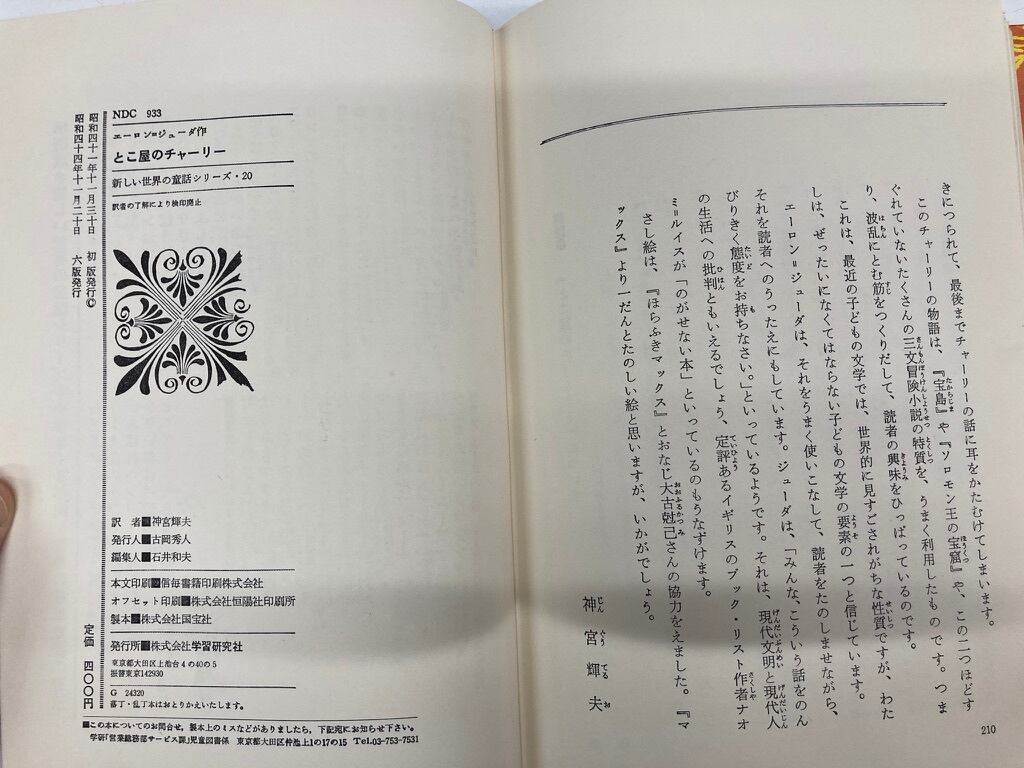 きにつられて、最後までチャーリーの話に耳をかたむけてしまいます。
このチャーリーの物語は、『宝島』や『ソロモン王の宝窟』や、この二つほどす
ぐれていないたくさんの三文冒険小説の特質を、うまく利用したものです。つま
り、波乱にとむ筋をつくりだして、読者の興味をひっぱっているのです。
これは、最近の子どもの文学では、世界的に見すごされがちな性質ですが、わた
しは、ぜったいになくてはならない子どもの文学の要素の一つと信じています。
エーロン=ジューダは、それをうまく使いこなして、読者をたのしませながら、
それを読者へのうったえにもしています。ジューダは、「みんな、こういう話をのん
びりきく態度をお持ちなさい。」といっているようです。それは、現代文明と現代人
の生活への批判ともいえるでしょう、定評あるイギリスのブック・リスト作者ナオ
ミ=ルイスが「のがせない本」といっているのもうなずけます。
さし絵は、『ほらふきマックス』とおなじ大古尅己さんの協力をえました。『マ
ックス』より一だんとたのしい絵と思いますが、いかがでしょう。
神宮輝夫
210
NDC 933
エーロン=ジューダ作
とこ屋のチャーリー
新しい世界の童話シリーズ・20
訳者の了解により検印廃止
昭和四十一年十一月三十日 初版発行©
昭和四十四年十一月二十日 六版発行
訳 者■神宮輝夫
発行人■古岡秀人
編集人■石井和夫
本文印刷■信毎書籍印刷株式会社
オフセット印刷■株式会社恒陽社印刷所
製本■株式会社国宝社
発行所■株式会社学習研究社
東京都大田区上池台4の40の5
振替東京142930
G 24320
落丁・乱丁本はおとりかえいたします。
定価 四〇〇円
■この本についてのお問合せ，製本上のミスなどがありましたら，下記宛にお知らせ下さい。
学研「営業総務部サービス課」児童図書係 東京都大田区仲池上1の17の15 Tel.03-753-7531